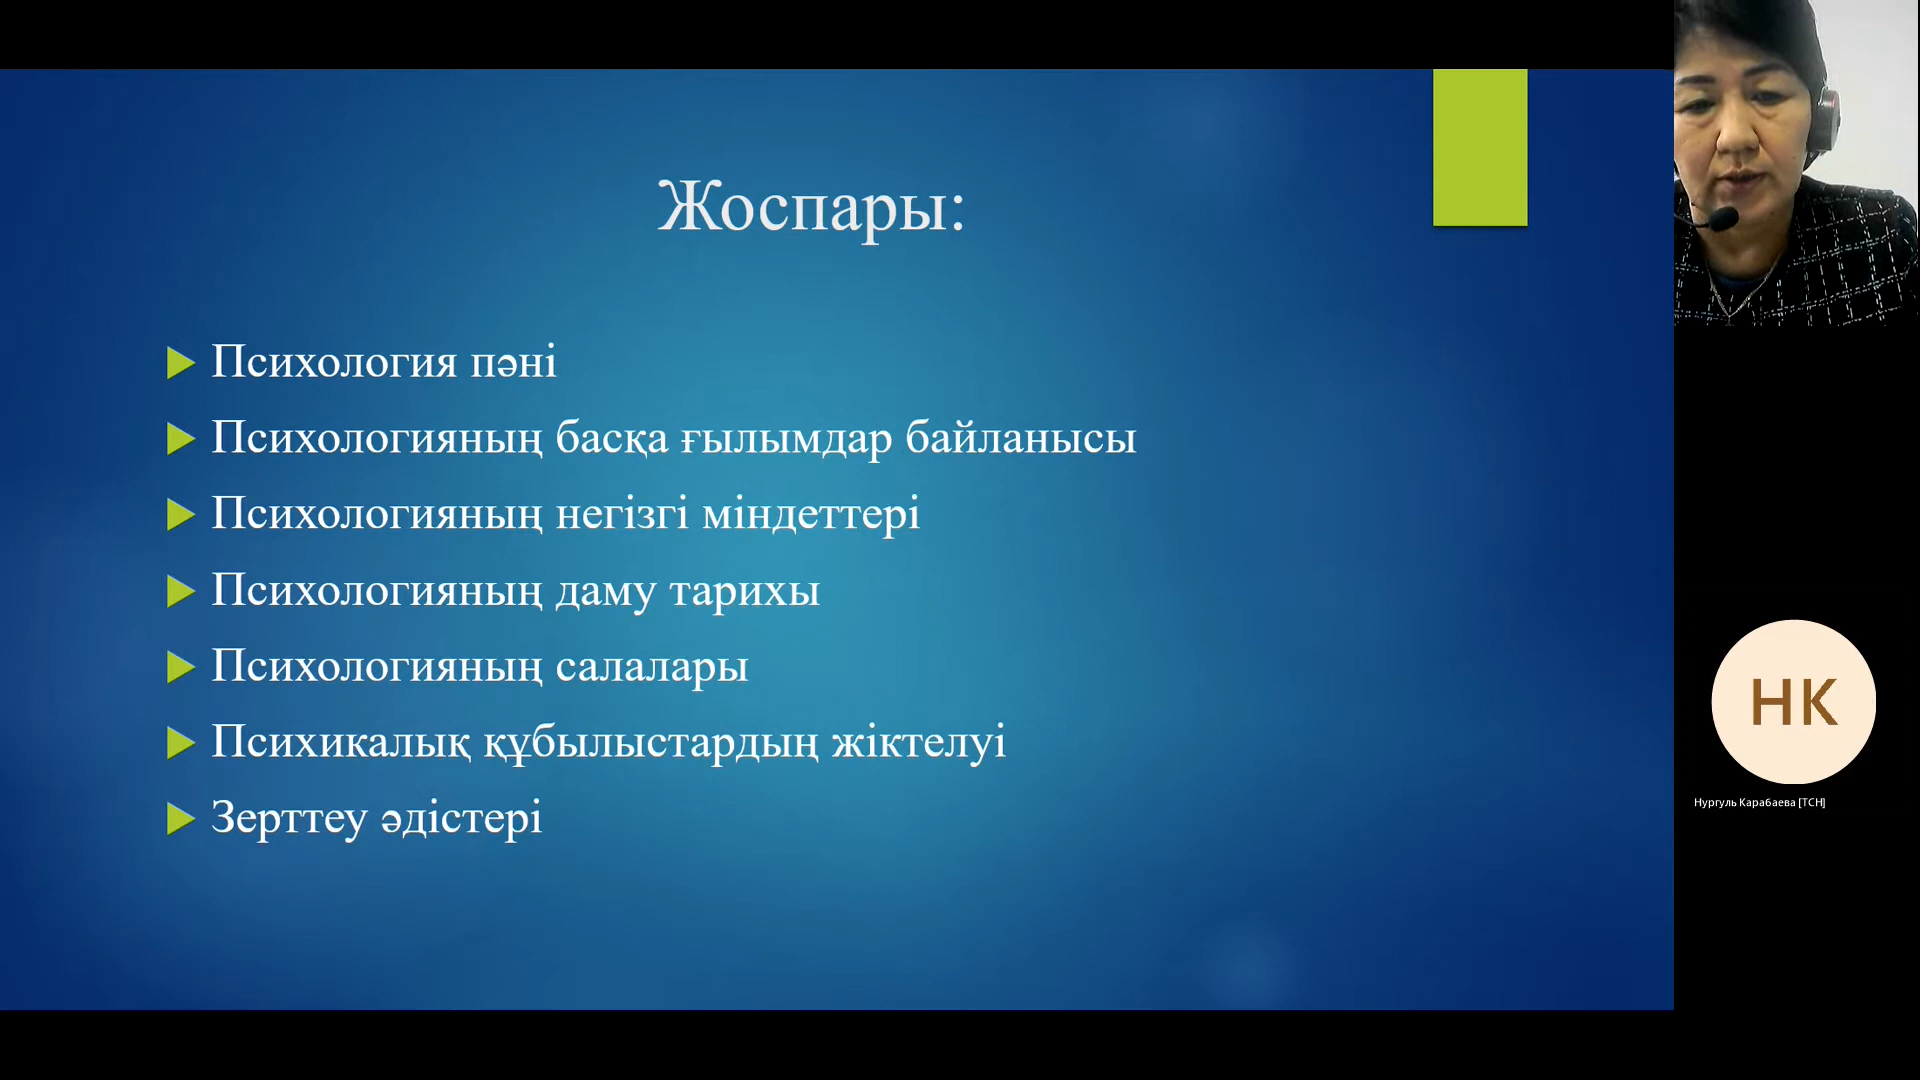 Жоспары:
Психология пәні
Психологияның басқа ғылымдар байланысы
Психологияның негізгі міндеттері
Психологияның даму тарихы
Психологияның салалары
Психикалық құбылыстардың жіктелуі
Зерттеу әдістері
НК
Нургуль Карабаева [ТСН]